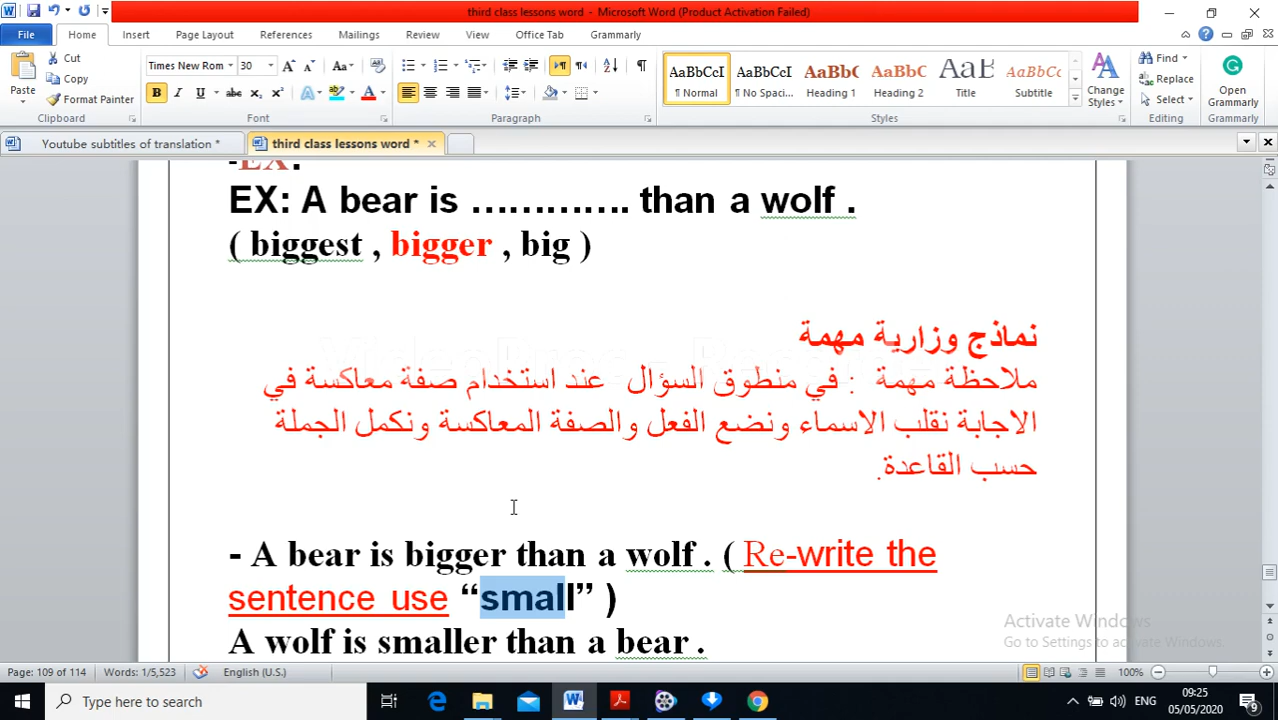 third class lessons word - Microsoft Word (Product Activation Failed)
File Home Insert Page Layout References Mailings Review View Office Tab Grammarly
Paste
Cut
Copy
Format Painter
Clipboard
Times New Rom 30
Font
Paragraph
AaBbCcI
¶ Normal
AaBbCcI
¶ No Spaci...
AaBbC
Heading 1
AaBbCc
Heading 2
AaB
Title
AaBbCcI
Subtitle
Change Styles
Styles
Find
Replace
Select
Editing
Open Grammarly
Grammarly
Youtube subtitles of translation *
third class lessons word *
-EX:
EX: A bear is …………. than a wolf .
( biggest , bigger , big )
نماذج وزارية مهمة
ملاحظة مهمة : في منطوق السؤال عند استخدام صفة معاكسة في
الاجابة نقلب الاسماء ونضع الفعل والصفة المعاكسة ونكمل الجملة
حسب القاعدة.
- A bear is bigger than a wolf . ( Re-write the
sentence use “small” )
A wolf is smaller than a bear .
Activate Windows
Go to Settings to activate Windows.
Page: 109 of 114 Words: 1/5,523 English (U.S.) 100%
Type here to search
ENG
09:25
05/05/2020